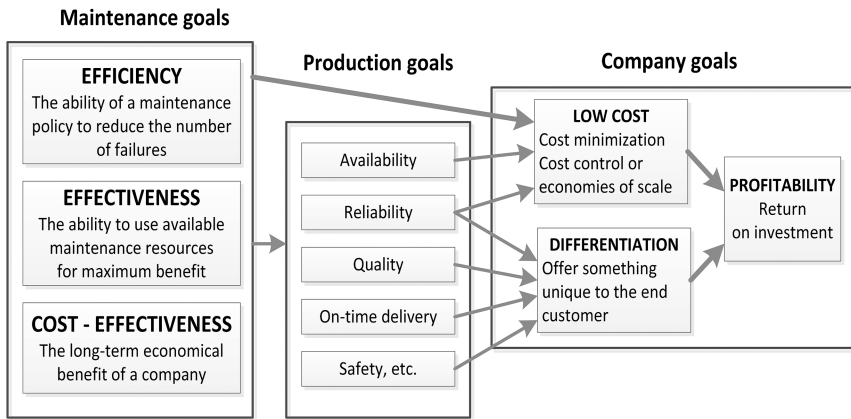 Maintenance goals
EFFICIENCY
The ability of a maintenance
policy to reduce the number
of failures
EFFECTIVENESS
The ability to use available
maintenance resources
for maximum benefit
COST - EFFECTIVENESS
The long-term economical
benefit of a company
Production goals
Availability
Reliability
Quality
On-time delivery
Safety, etc.
Company goals
LOW COST
Cost minimization
Cost control or
economies of scale
DIFFERENTIATION
Offer something
unique to the end
customer
PROFITABILITY
Return
on investment